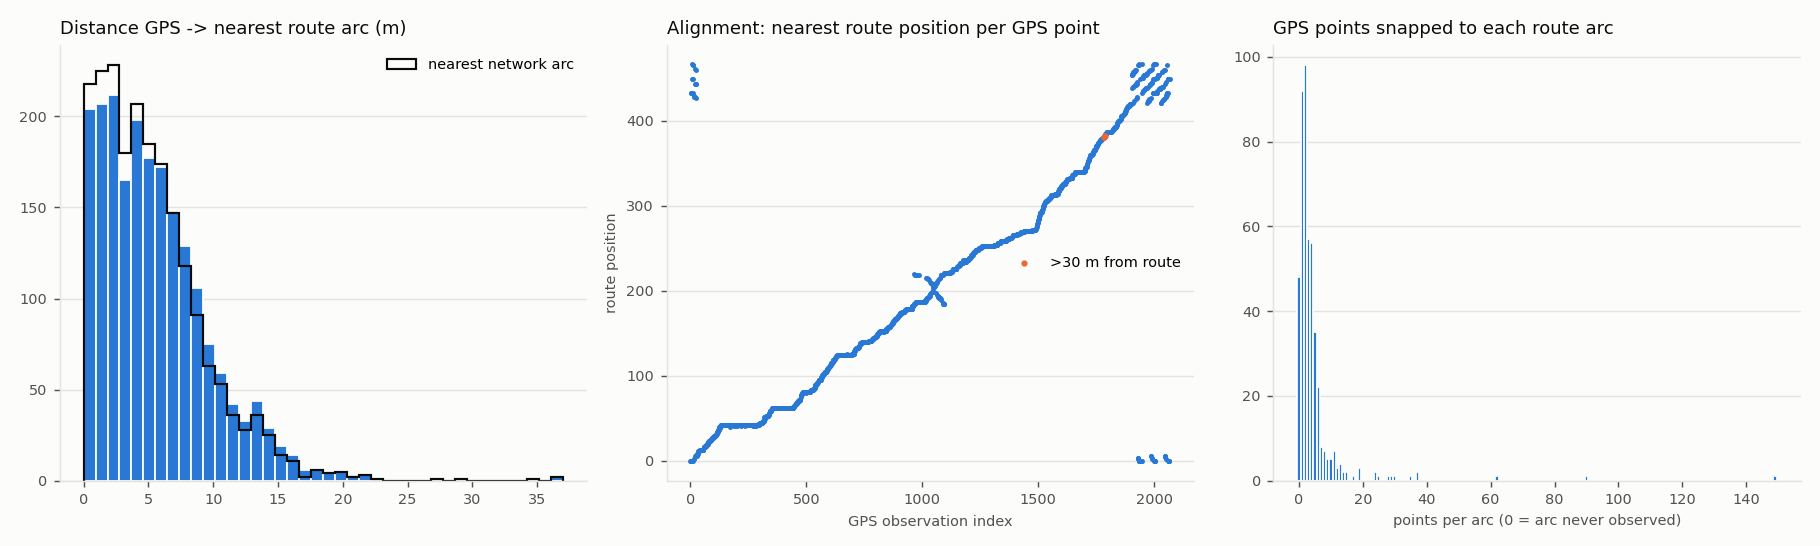 Distance GPS -> nearest route arc (m)
nearest network arc
200
150
100
50
0
0 5 10 15 20 25 30 35
Alignment: nearest route position per GPS point
route position
400
300
200
100
0
>30 m from route
0 500 1000 1500 2000
GPS observation index
GPS points snapped to each route arc
100
80
60
40
20
0
0 20 40 60 80 100 120 140
points per arc (0 = arc never observed)